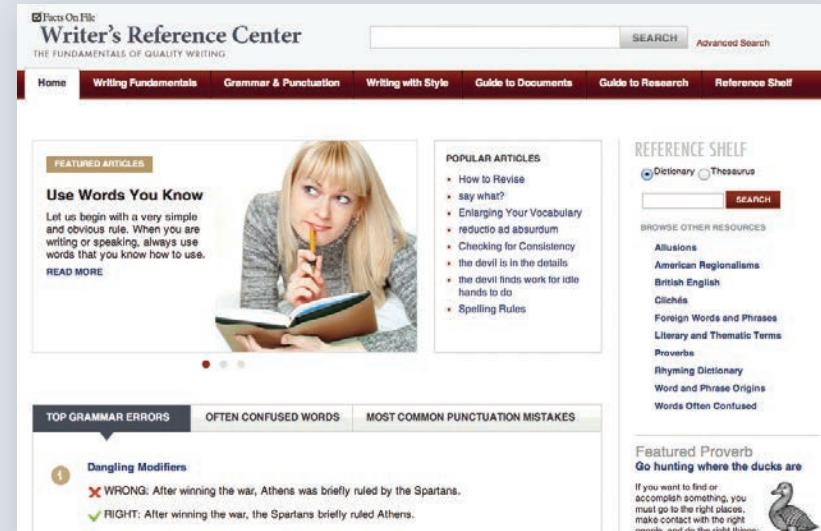 Facts On File
Writer's Reference Center
THE FUNDAMENTALS OF QUALITY WRITING
SEARCH
Advanced Search
Home
Writing Fundamentals
Grammar & Punctuation
Writing with Style
Guide to Documents
Guide to Research
Reference Shelf
FEATURED ARTICLES
Use Words You Know
Let us begin with a very simple
and obvious rule. When you are
writing or speaking, always use
words that you know how to use.
READ MORE
POPULAR ARTICLES
How to Revise
say what?
Enlarging Your Vocabulary
reductio ad absurdum
Checking for Consistency
the devil is in the details
the devil finds work for idle
hands to do
Spelling Rules
REFERENCE SHELF
Dictionary Thesaurus
SEARCH
BROWSE OTHER RESOURCES
Allusions
American Regionalisms
British English
Clichés
Foreign Words and Phrases
Literary and Thematic Terms
Proverbs
Rhyming Dictionary
Word and Phrase Origins
Words Often Confused
TOP GRAMMAR ERRORS
OFTEN CONFUSED WORDS
MOST COMMON PUNCTUATION MISTAKES
1
Dangling Modifiers
WRONG: After winning the war, Athens was briefly ruled by the Spartans.
RIGHT: After winning the war, the Spartans briefly ruled Athens.
Featured Proverb
Go hunting where the ducks are
If you want to find or
accomplish something, you
must go to the right places,
make contact with the right
people, and do the right things: